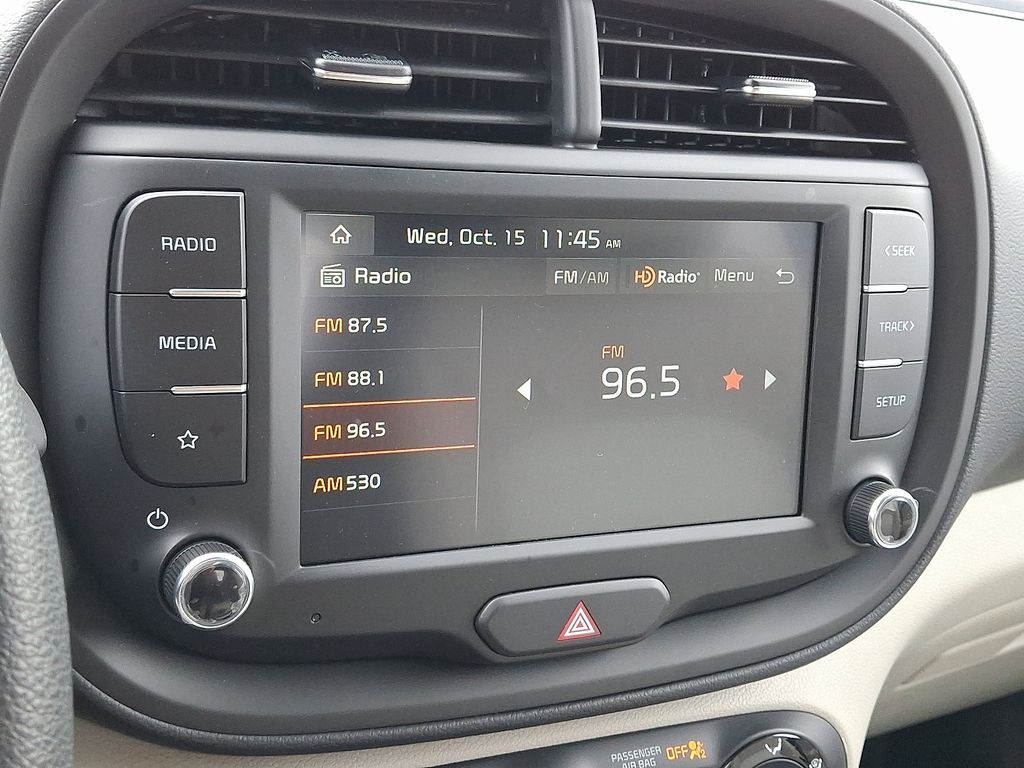 RADIO
MEDIA
Wed, Oct. 15 11:45 AM
Radio FM/AM HD Radio® Menu
FM 87.5
FM 88.1
FM 96.5
AM 530
FM
96.5
< SEEK
TRACK >
SETUP
PASSENGER
AIR BAG
OFF
2